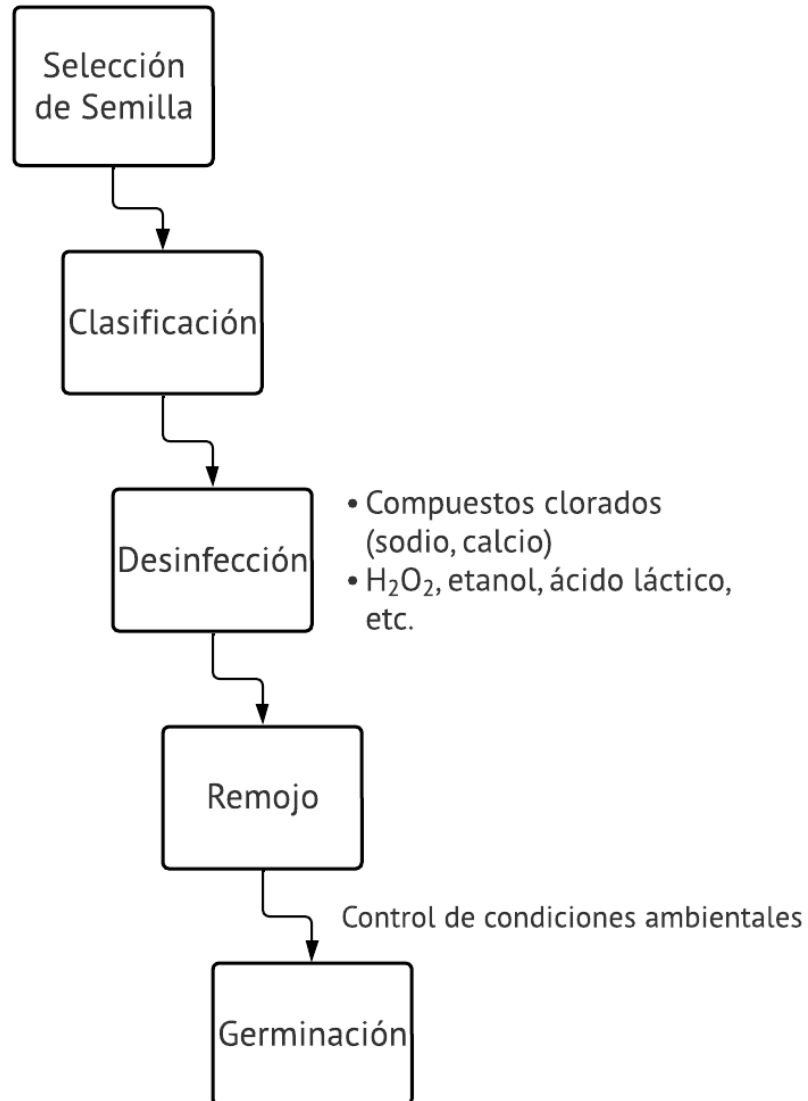 Selección
de Semilla
Clasificación
Desinfección
• Compuestos clorados
(sodio, calcio)
• H₂O₂, etanol, ácido láctico,
etc.
Remojo
Control de condiciones ambientales
Germinación